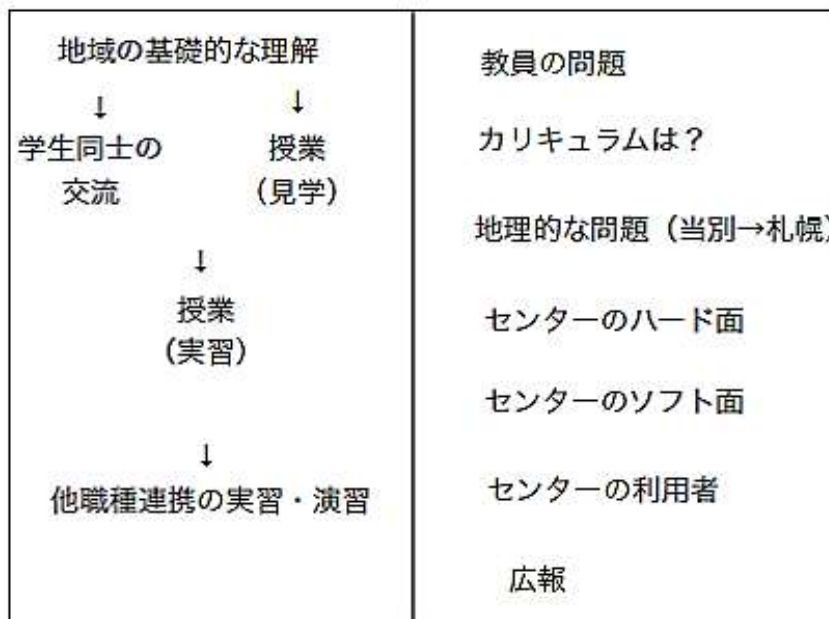 地域の基礎的な理解
↓ ↓
学生同士の 授業
交流 (見学)
↓
授業
(実習)
↓
他職種連携の実習・演習
教員の問題
カリキュラムは？
地理的な問題（当別→札幌）
センターのハード面
センターのソフト面
センターの利用者
広報